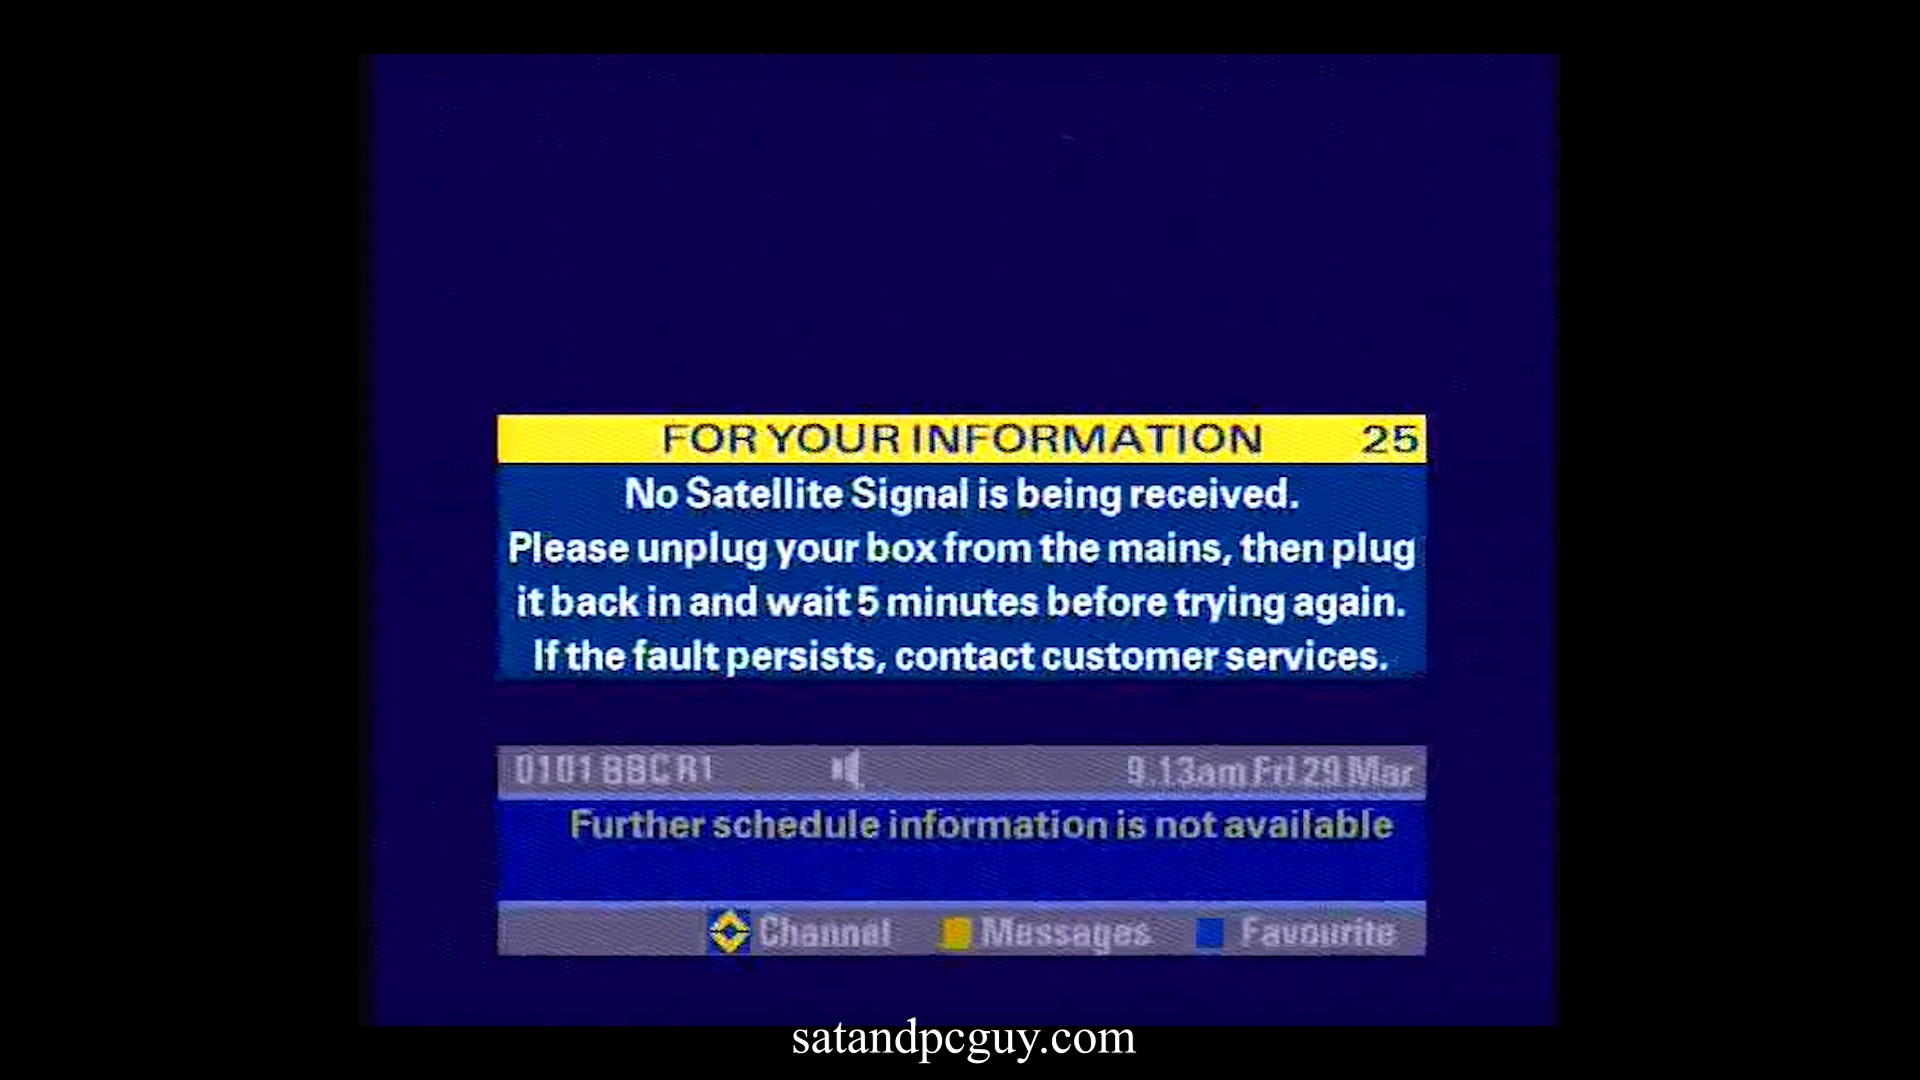 FOR YOUR INFORMATION 25
No Satellite Signal is being received.
Please unplug your box from the mains, then plug
it back in and wait 5 minutes before trying again.
If the fault persists, contact customer services.
0101 BBC R1 9.13am Fri 29 Mar
Further schedule information is not available
Channel Messages Favourite
satandpcguy.com